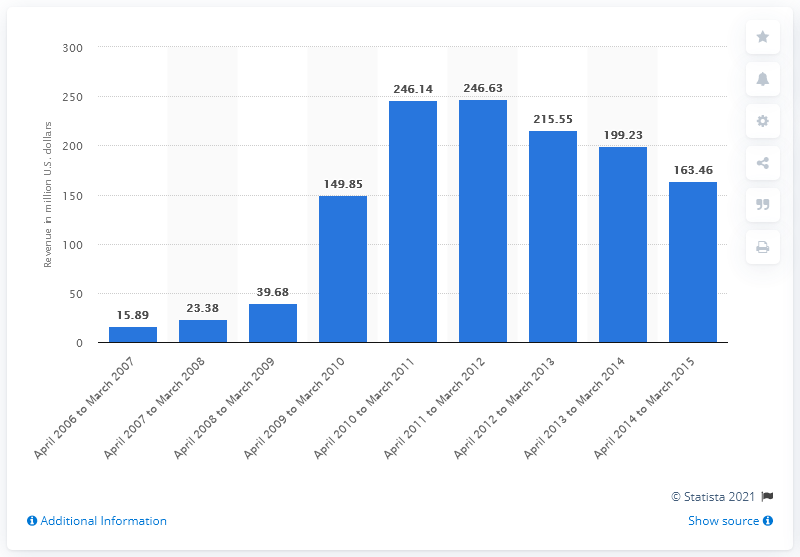 Revenue in million U.S. dollars
300
250
200
150
100
50
0
15.89
23.38
39.68
149.85
246.14
246.63
215.55
199.23
163.46
April 2006 to March 2007
April 2007 to March 2008
April 2008 to March 2009
April 2009 to March 2010
April 2010 to March 2011
April 2011 to March 2012
April 2012 to March 2013
April 2013 to March 2014
April 2014 to March 2015
© Statista 2021
Additional Information
Show source